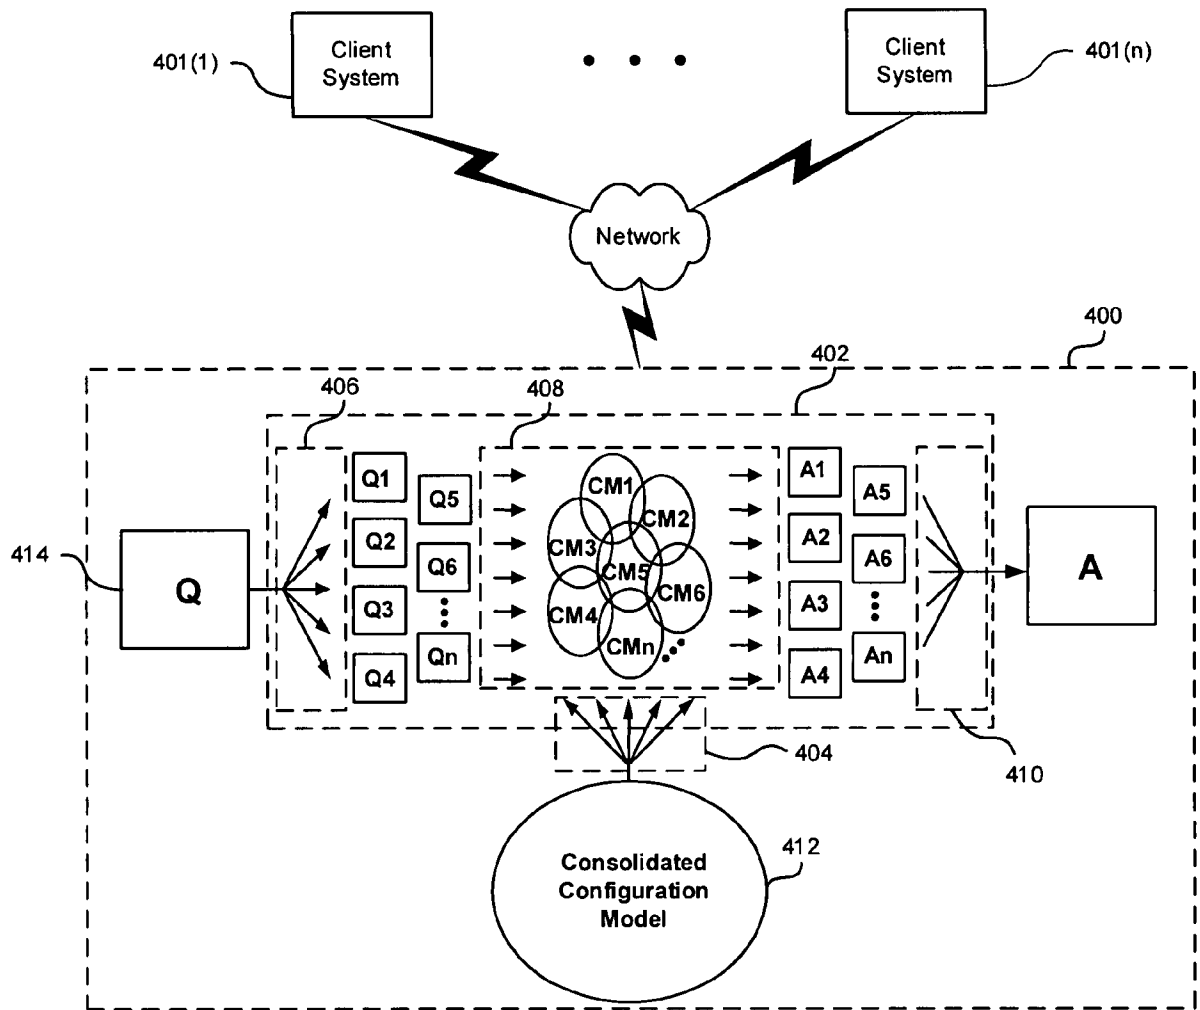 401(1)
Client
System
Client
System
401(n)
Network
400
402
406
408
Q1
Q5
Q2
Q6
Q3
Qn
Q4
CM1
CM2
CM3
CM5
CM6
CM4
CMn
A1
A5
A2
A6
A3
An
A4
414
Q
A
404
410
412
Consolidated
Configuration
Model